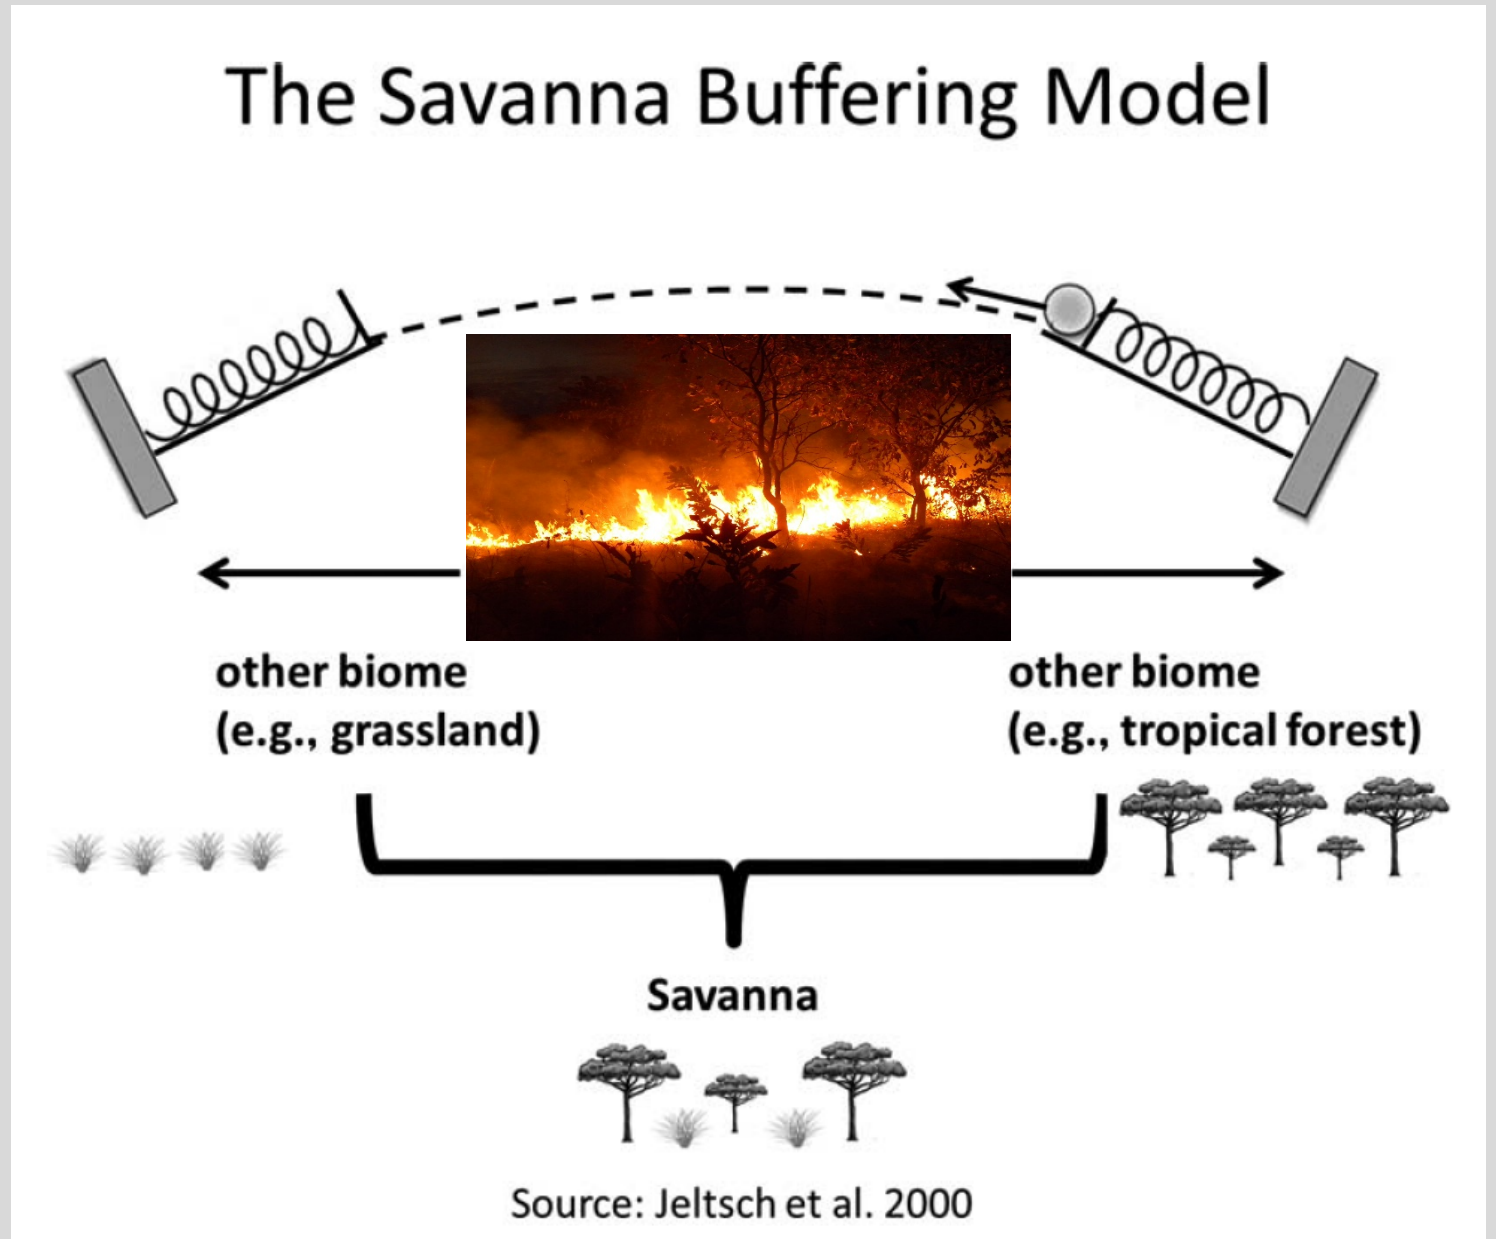 The Savanna Buffering Model
other biome
(e.g., grassland)
other biome
(e.g., tropical forest)
Savanna
Source: Jeltsch et al. 2000